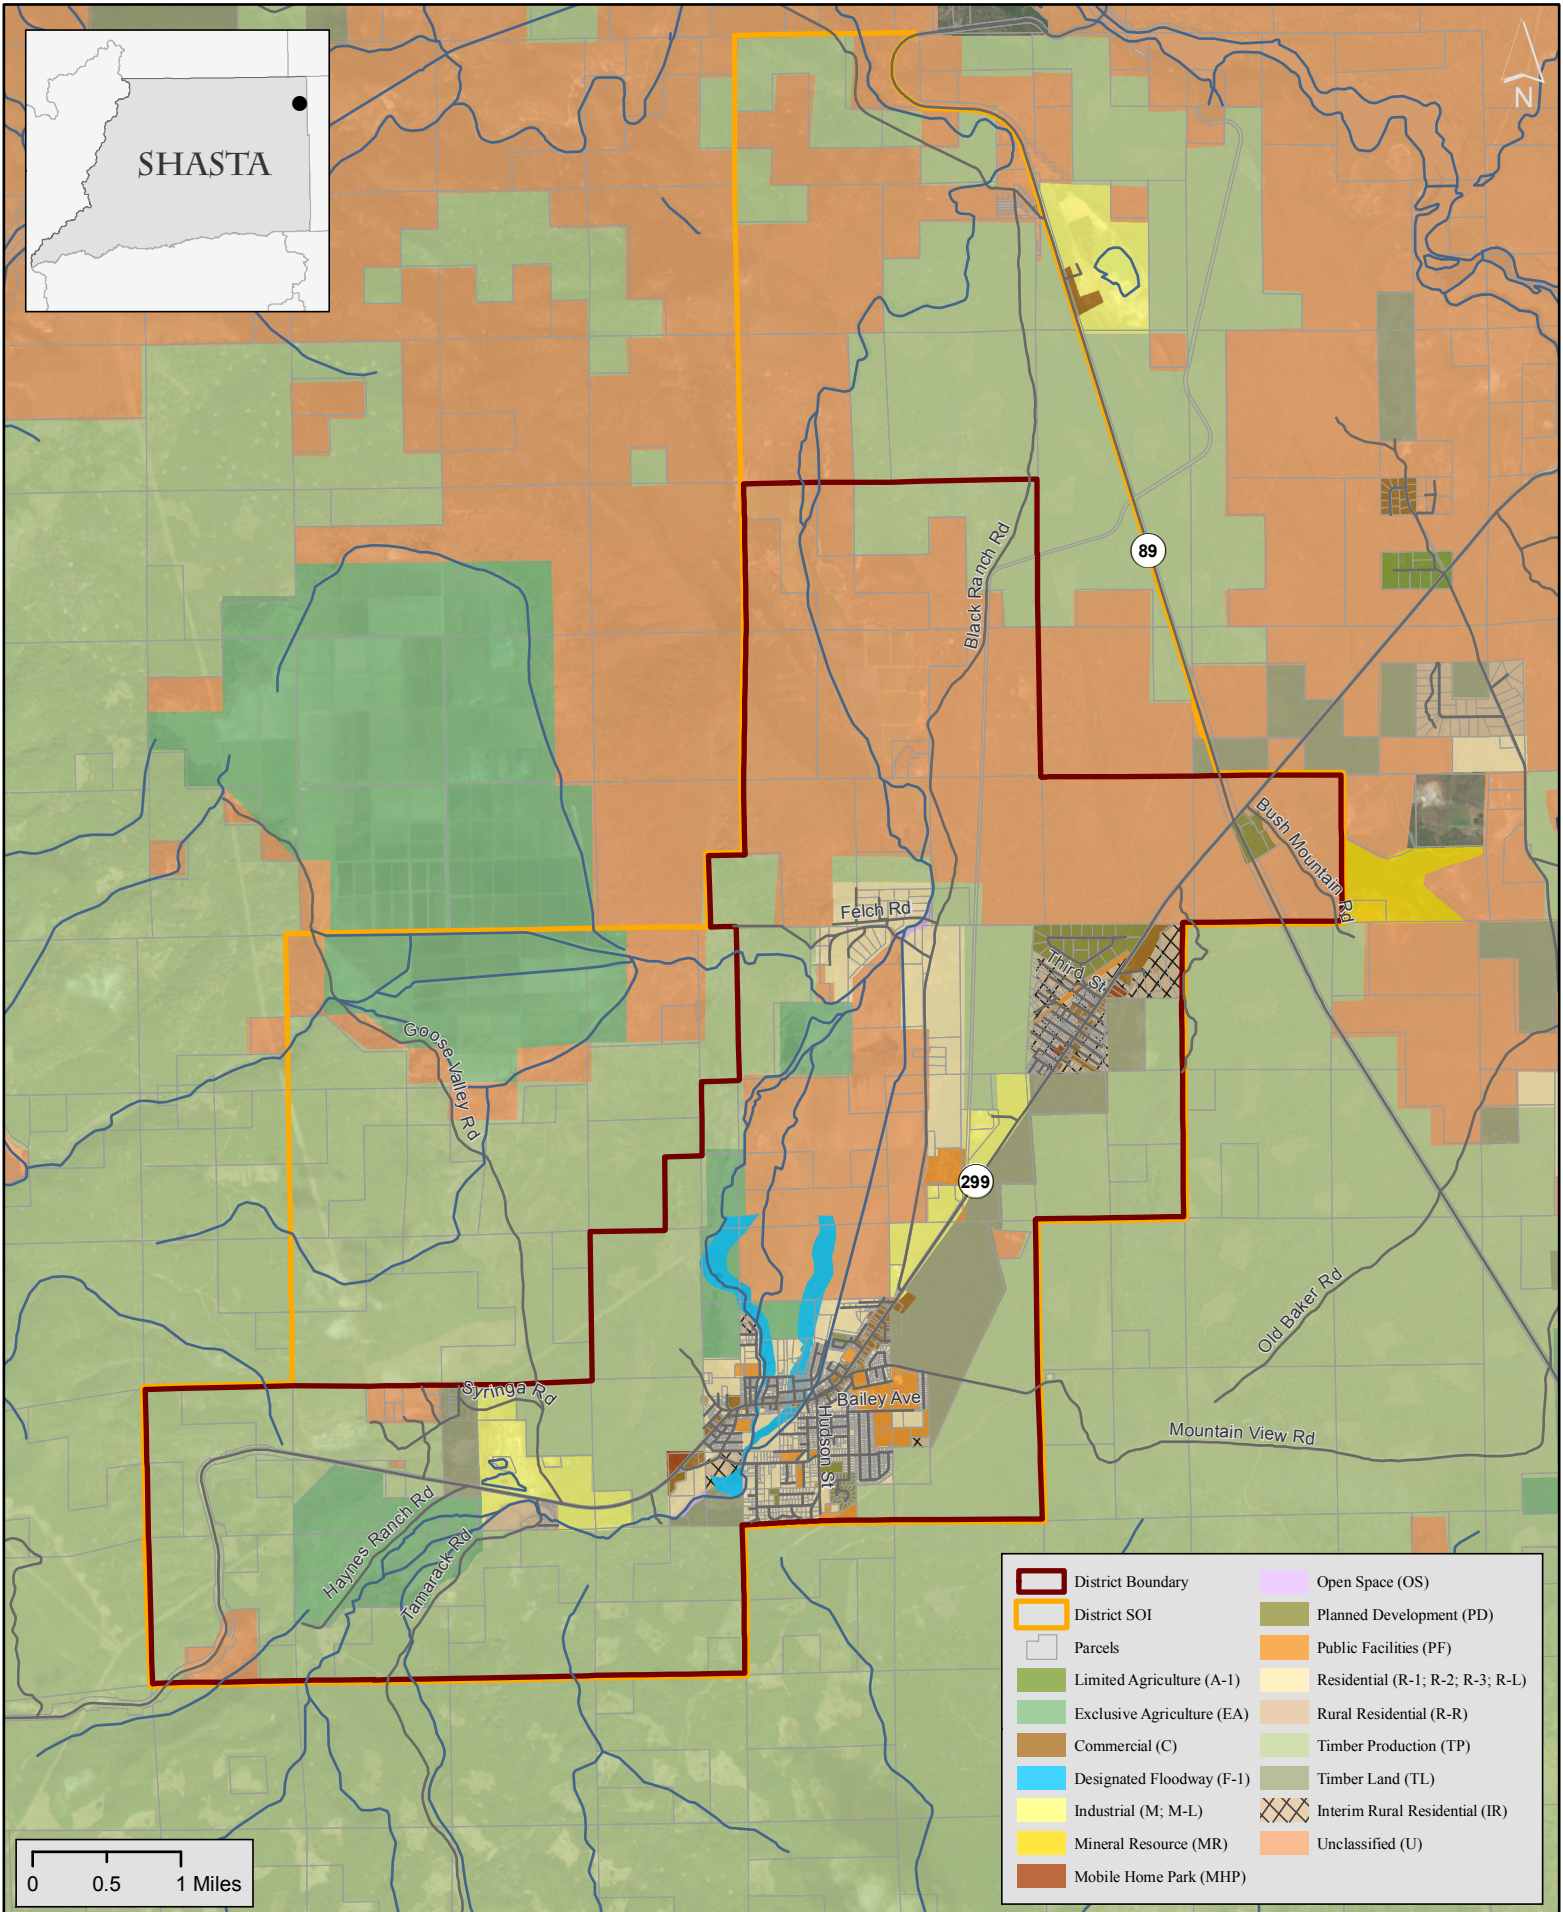 N
SHASTA
Black Ranch Rd
89
Bush Mountain Rd
Felch Rd
Third St
Goose Valley Rd
299
Old Baker Rd
Syringa Rd
Bailey Ave
Hudson St
Mountain View Rd
Haynes Ranch Rd
Tamarack Rd
District Boundary
District SOI
Parcels
Limited Agriculture (A-1)
Exclusive Agriculture (EA)
Commercial (C)
Designated Floodway (F-1)
Industrial (M; M-L)
Mineral Resource (MR)
Mobile Home Park (MHP)
Open Space (OS)
Planned Development (PD)
Public Facilities (PF)
Residential (R-1; R-2; R-3; R-L)
Rural Residential (R-R)
Timber Production (TP)
Timber Land (TL)
Interim Rural Residential (IR)
Unclassified (U)
0 0.5 1 Miles